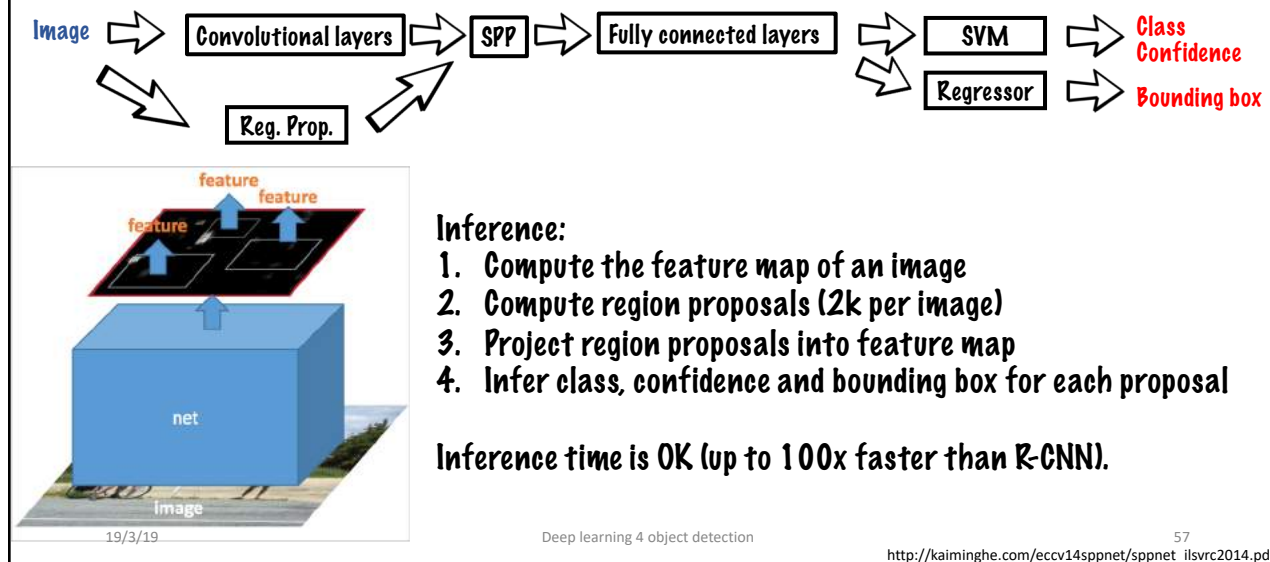 Image
Convolutional layers
SPP
Fully connected layers
SVM
Class
Confidence
Reg. Prop.
Regressor
Bounding box
feature
feature
feature
net
image
Inference:
1. Compute the feature map of an image
2. Compute region proposals (2k per image)
3. Project region proposals into feature map
4. Infer class, confidence and bounding box for each proposal
Inference time is OK (up to 100x faster than R-CNN).
19/3/19
Deep learning 4 object detection
57
http://kaiminghe.com/eccv14sppnet/sppnet_ilsvrc2014.pd